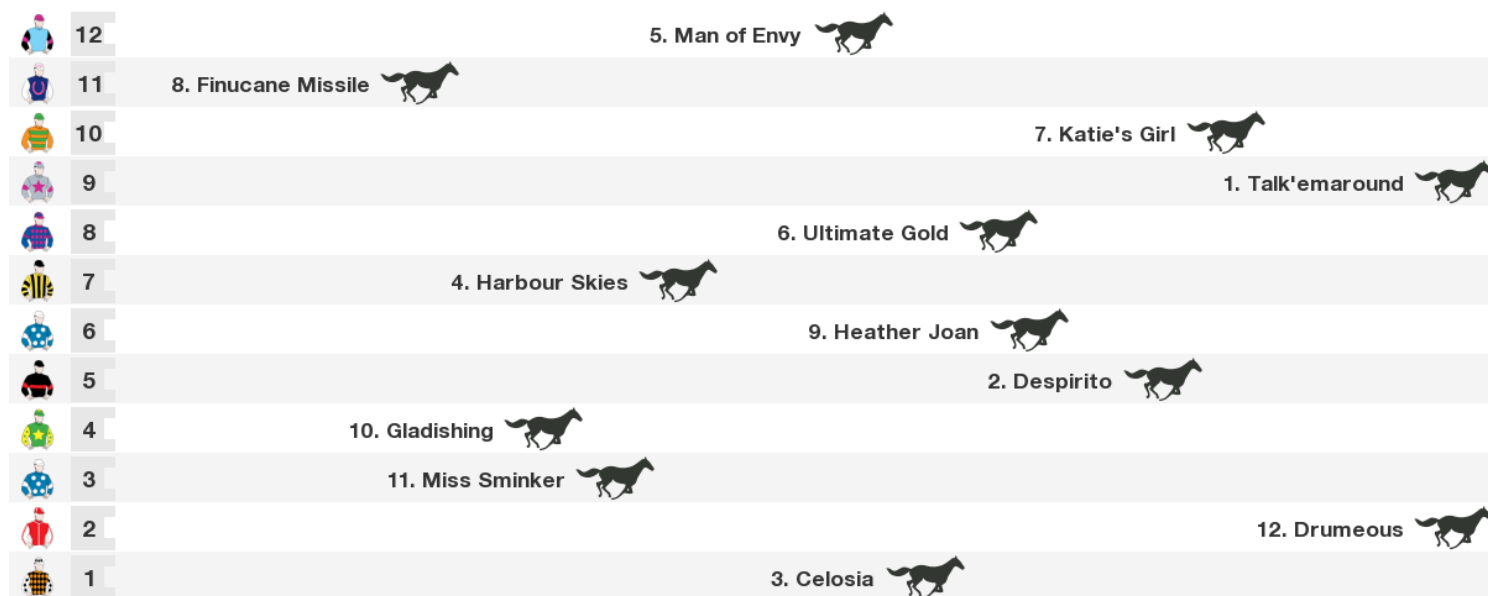 12 5. Man of Envy
11 8. Finucane Missile
10 7. Katie's Girl
9 1. Talk'emaround
8 6. Ultimate Gold
7 4. Harbour Skies
6 9. Heather Joan
5 2. Despirito
4 10. Gladishing
3 11. Miss Sminker
2 12. Drumeous
1 3. Celosia